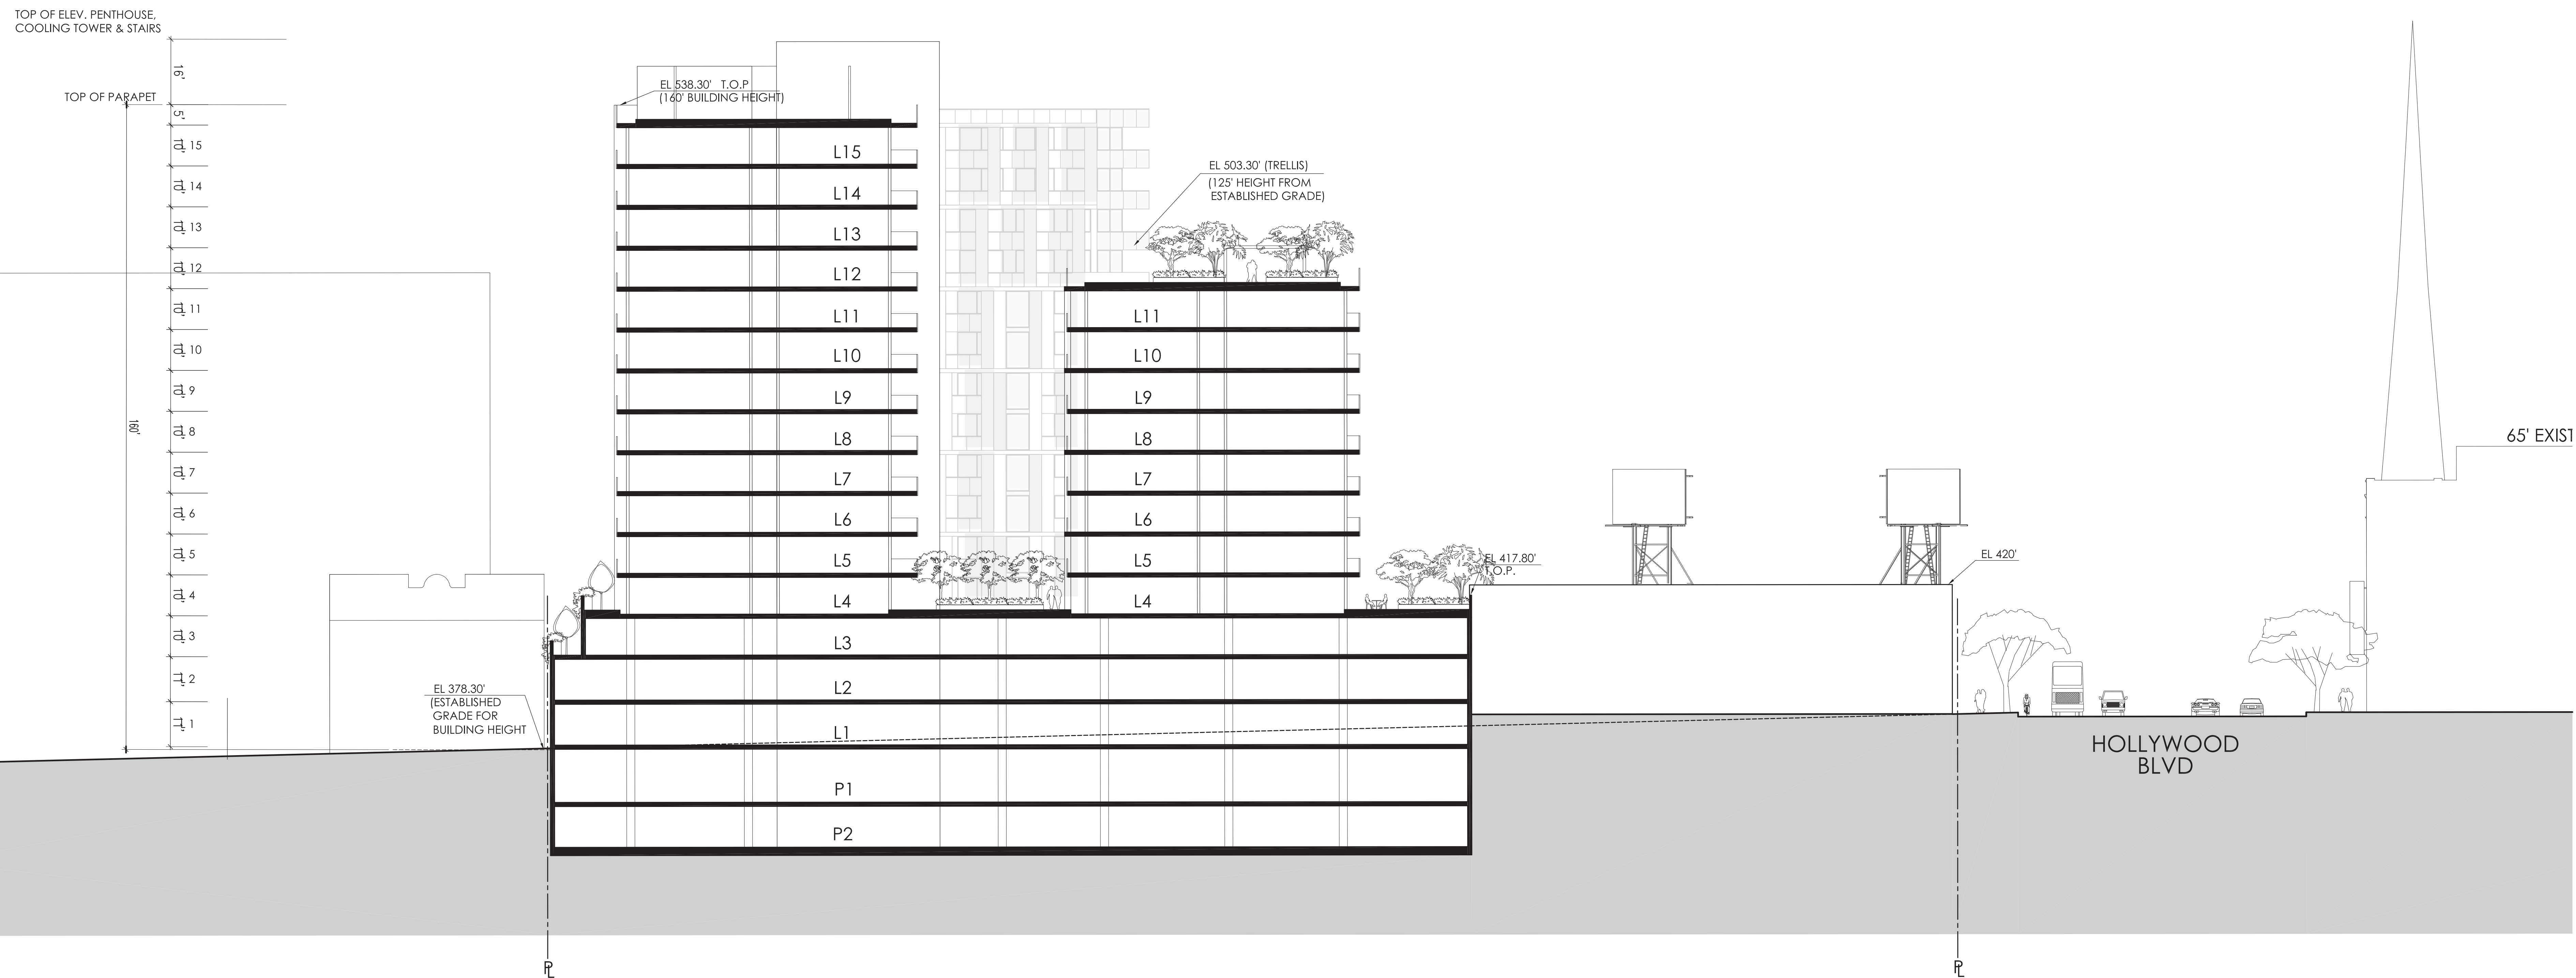 TOP OF ELEV. PENTHOUSE,
COOLING TOWER & STAIRS
16'
TOP OF PARAPET
5'
15
14
13
12
11
10
9
8
7
6
5
4
3
2
1
160'
EL 538.30' T.O.P
(160' BUILDING HEIGHT)
EL 503.30' (TRELLIS)
(125' HEIGHT FROM
ESTABLISHED GRADE)
L15
L14
L13
L12
L11 L11
L10 L10
L9 L9
L8 L8
L7 L7
L6 L6
L5 L5
L4 L4
L3
L2
L1
P1
P2
EL 417.80'
T.O.P.
EL 420'
65' EXIST
EL 378.30'
(ESTABLISHED
GRADE FOR
BUILDING HEIGHT
HOLLYWOOD
BLVD
PL
PL